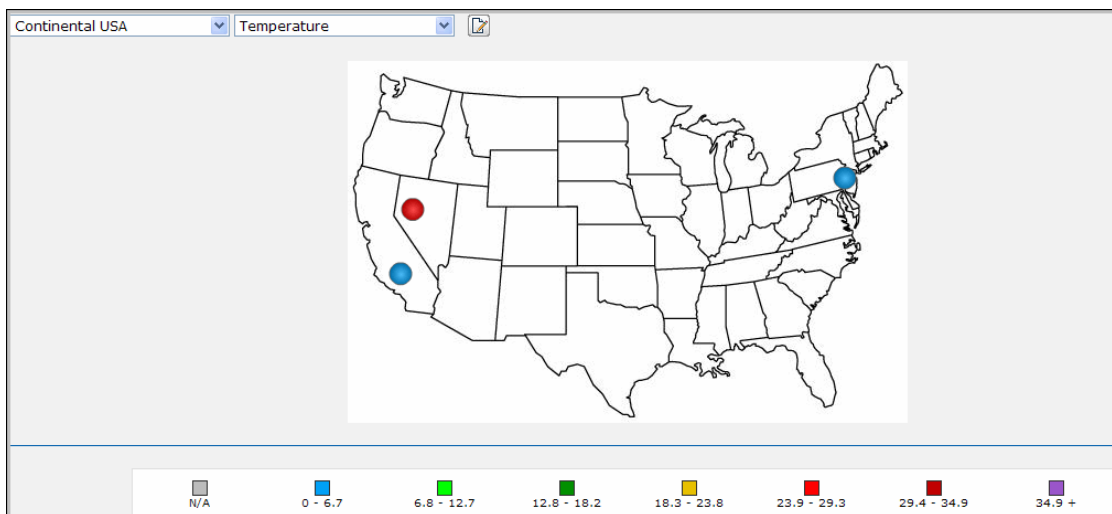 Continental USA
Temperature
N/A
0 - 6.7
6.8 - 12.7
12.8 - 18.2
18.3 - 23.8
23.9 - 29.3
29.4 - 34.9
34.9 +